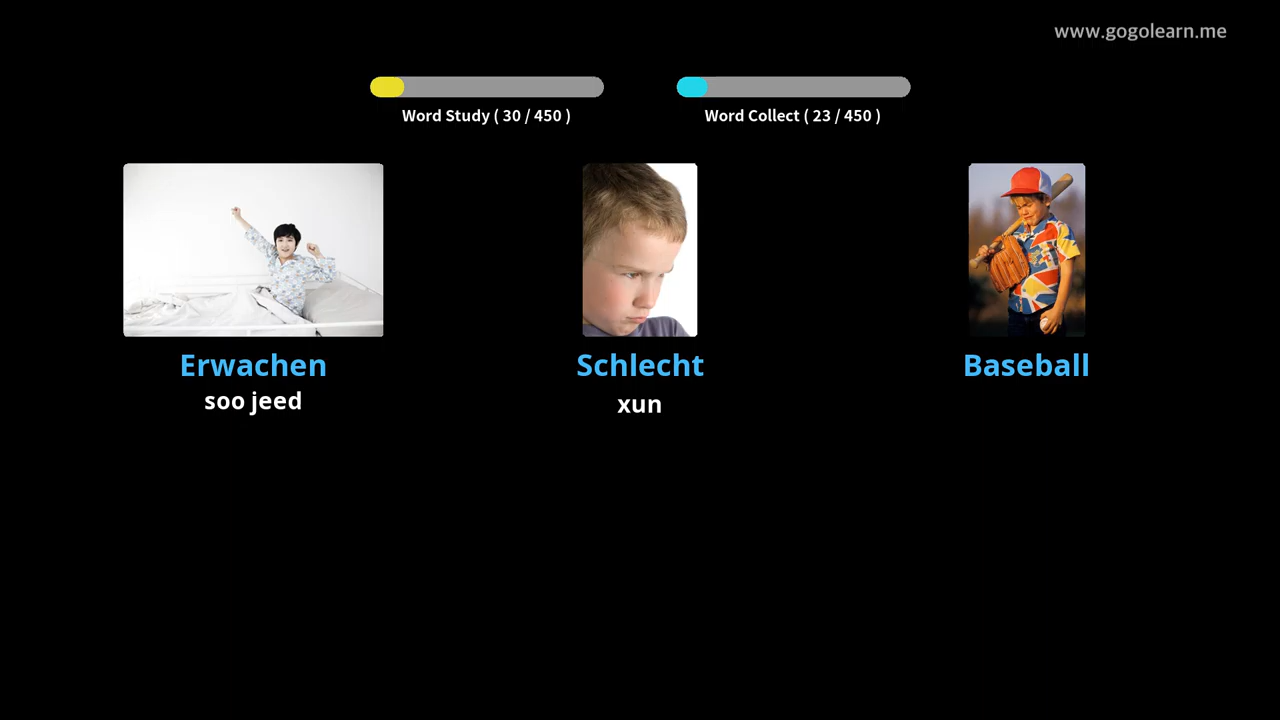 www.gogolearn.me
Word Study ( 30 / 450 )
Word Collect ( 23 / 450 )
Erwachen
soo jeed
Schlecht
xun
Baseball